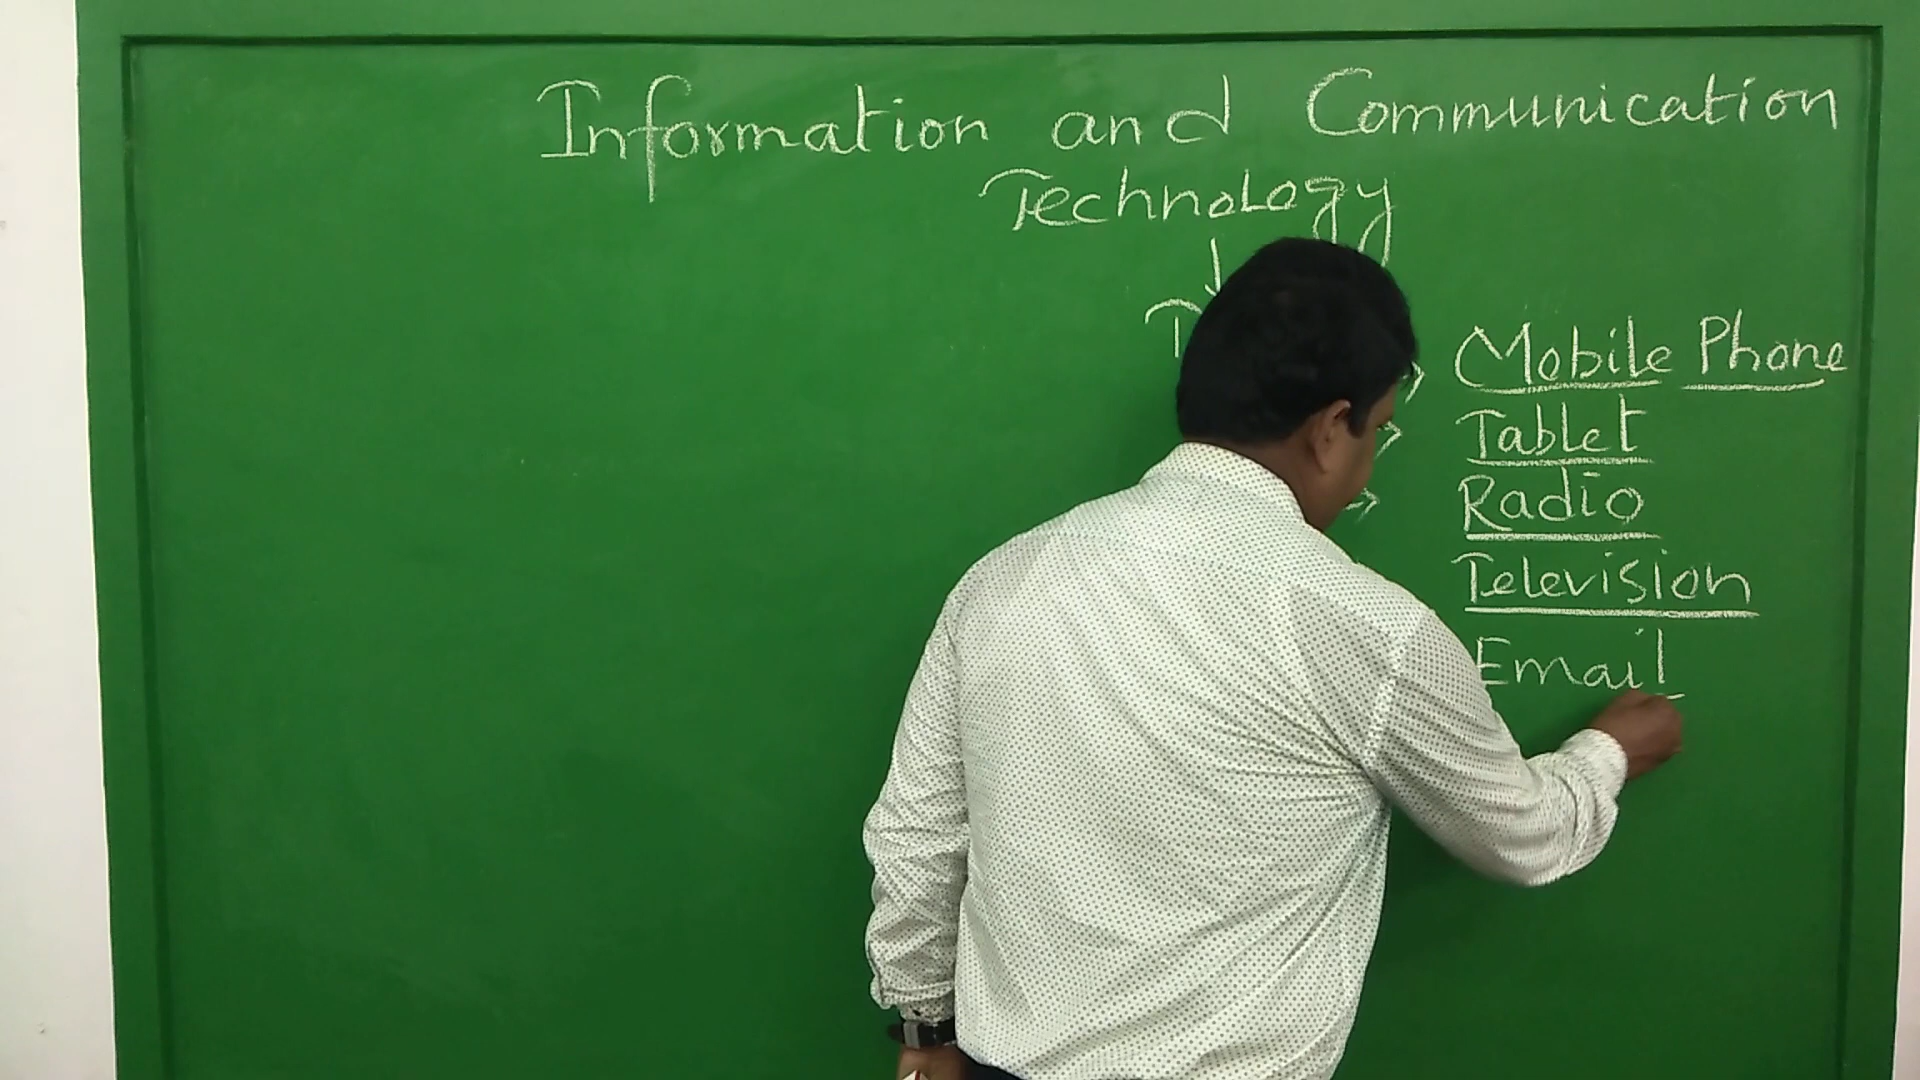 Information and Communication
Technology
Mobile Phone
Tablet
Radio
Television
Email